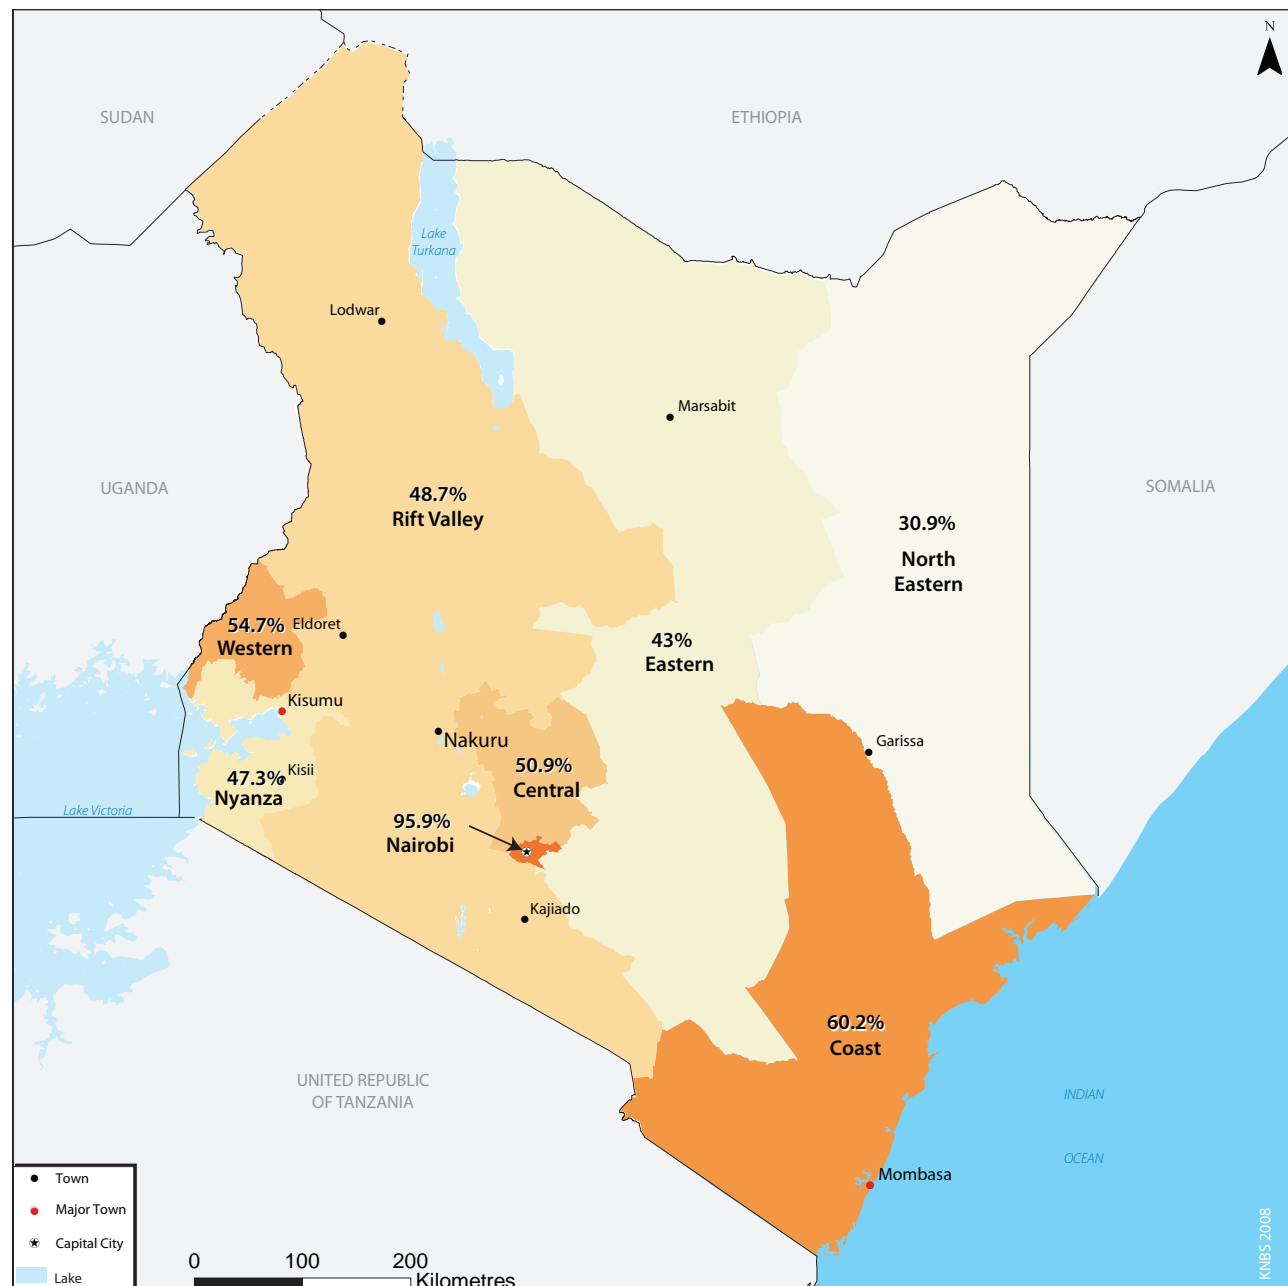 N
SUDAN
ETHIOPIA
Lake
Turkana
Lodwar
Marsabit
UGANDA
SOMALIA
48.7%
Rift Valley
30.9%
North
Eastern
54.7%
Western
Eldoret
43%
Eastern
Kisumu
Nakuru
Garissa
50.9%
Central
Kisii
47.3%
Nyanza
Lake Victoria
95.9%
Nairobi
Kajiado
60.2%
Coast
UNITED REPUBLIC
OF TANZANIA
INDIAN
OCEAN
Mombasa
Town
Major Town
Capital City
Lake
0 100 200
Kilometres
KNBS 2008